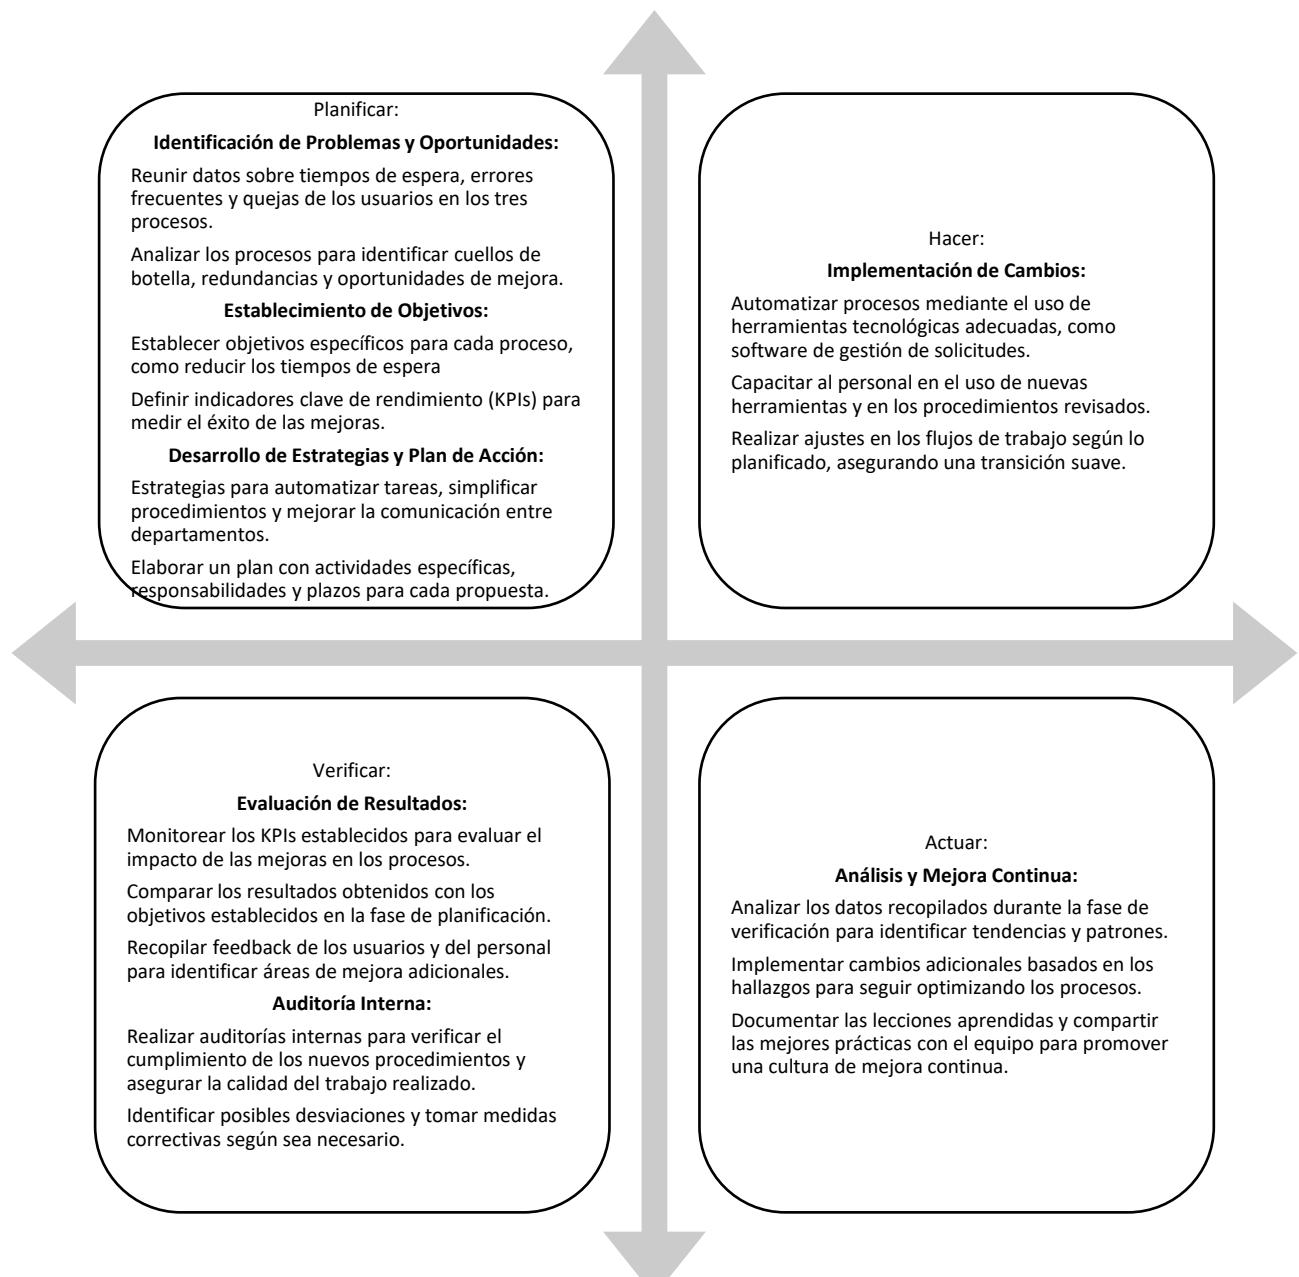 Planificar:
Identificación de Problemas y Oportunidades:
Reunir datos sobre tiempos de espera, errores
frecuentes y quejas de los usuarios en los tres
procesos.
Analizar los procesos para identificar cuellos de
botella, redundancias y oportunidades de mejora.
Establecimiento de Objetivos:
Establecer objetivos específicos para cada proceso,
como reducir los tiempos de espera
Definir indicadores clave de rendimiento (KPIs) para
medir el éxito de las mejoras.
Desarrollo de Estrategias y Plan de Acción:
Estrategias para automatizar tareas, simplificar
procedimientos y mejorar la comunicación entre
departamentos.
Elaborar un plan con actividades específicas,
responsabilidades y plazos para cada propuesta.
Hacer:
Implementación de Cambios:
Automatizar procesos mediante el uso de
herramientas tecnológicas adecuadas, como
software de gestión de solicitudes.
Capacitar al personal en el uso de nuevas
herramientas y en los procedimientos revisados.
Realizar ajustes en los flujos de trabajo según lo
planificado, asegurando una transición suave.
Verificar:
Evaluación de Resultados:
Monitorear los KPIs establecidos para evaluar el
impacto de las mejoras en los procesos.
Comparar los resultados obtenidos con los
objetivos establecidos en la fase de planificación.
Recopilar feedback de los usuarios y del personal
para identificar áreas de mejora adicionales.
Auditoría Interna:
Realizar auditorías internas para verificar el
cumplimiento de los nuevos procedimientos y
asegurar la calidad del trabajo realizado.
Identificar posibles desviaciones y tomar medidas
correctivas según sea necesario.
Actuar:
Análisis y Mejora Continua:
Analizar los datos recopilados durante la fase de
verificación para identificar tendencias y patrones.
Implementar cambios adicionales basados en los
hallazgos para seguir optimizando los procesos.
Documentar las lecciones aprendidas y compartir
las mejores prácticas con el equipo para promover
una cultura de mejora continua.